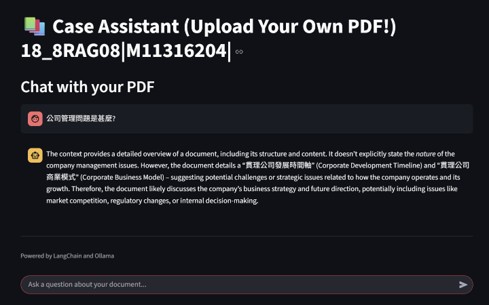 Case Assistant (Upload Your Own PDF!)
18_8RAG08|M11316204|
Chat with your PDF
公司管理問題是甚麼?
The context provides a detailed overview of a document, including its structure and content. It doesn't explicitly state the nature of the
company management issues. However, the document details a "賈理公司發展時間軸" (Corporate Development Timeline) and "賈理公司
商業模式" (Corporate Business Model) – suggesting potential challenges or strategic issues related to how the company operates and its
growth. Therefore, the document likely discusses the company's business strategy and future direction, potentially including issues like
market competition, regulatory changes, or internal decision-making.
Powered by LangChain and Ollama
Ask a question about your document...